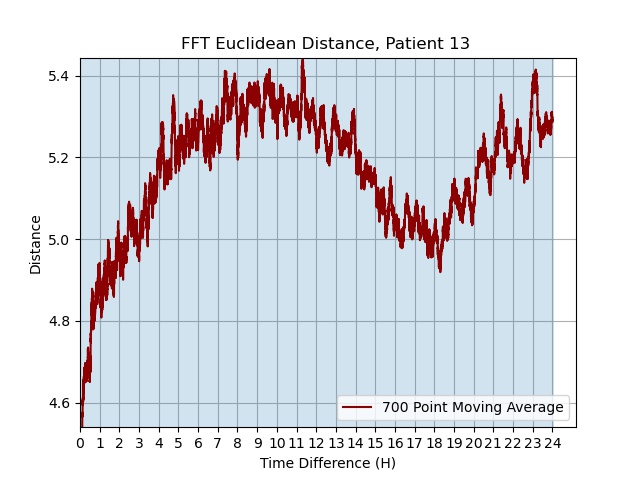 FFT Euclidean Distance, Patient 13
5.4
5.2
5.0
4.8
4.6
Distance
700 Point Moving Average
0 1 2 3 4 5 6 7 8 9 10 11 12 13 14 15 16 17 18 19 20 21 22 23 24
Time Difference (H)